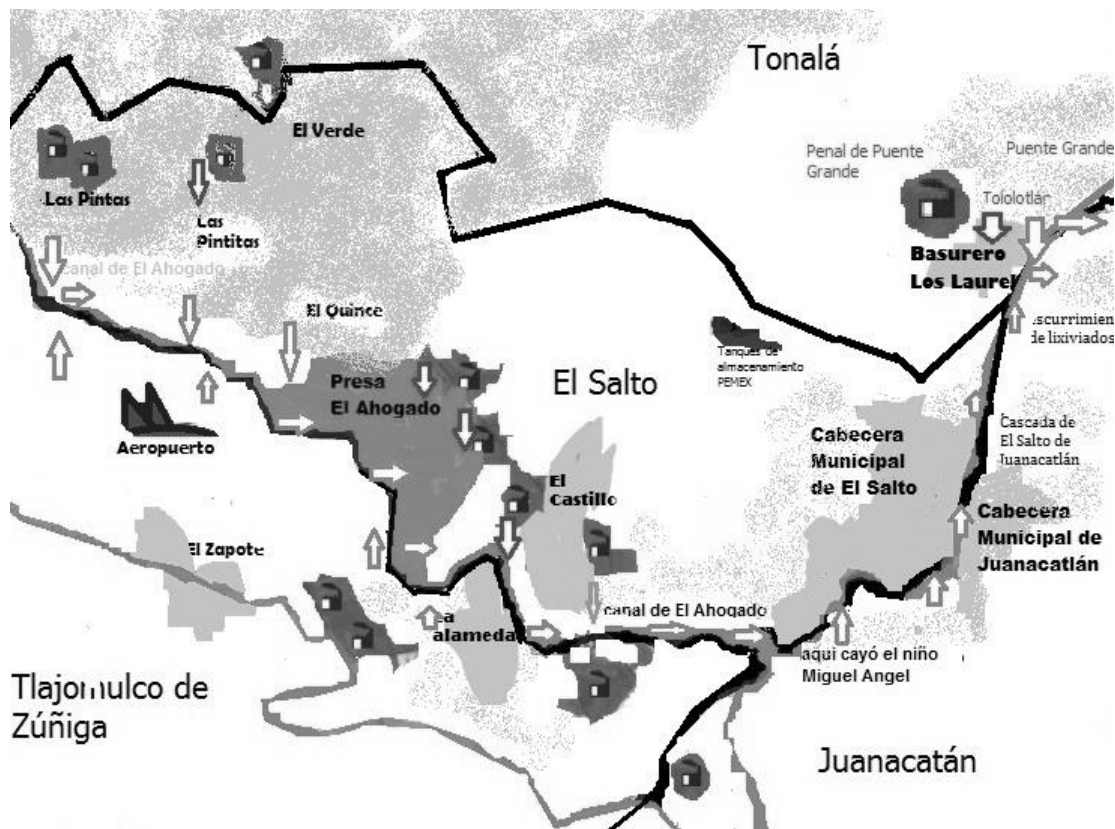 Tonalá
El Verde
Penal de Puente
Grande
Puente Grande
Tololotlán
Las Pintas
Las
Pintitas
Basurero
Los Laurel
canal de El Ahogado
El Quince
escurrimien
de lixiviados
Tanques de
almacenamiento
PEMEX
Presa
El Ahogado
El Salto
Aeropuerto
Cabecera
Municipal
de El Salto
Cascada de
El Salto de
Juanacatlán
El
Castillo
Cabecera
Municipal de
Juanacatlán
El Zapote
canal de El Ahogado
La
alameda
aqui cayó el niño
Miguel Angel
Tlajomulco de
Zúñiga
Juanacatán